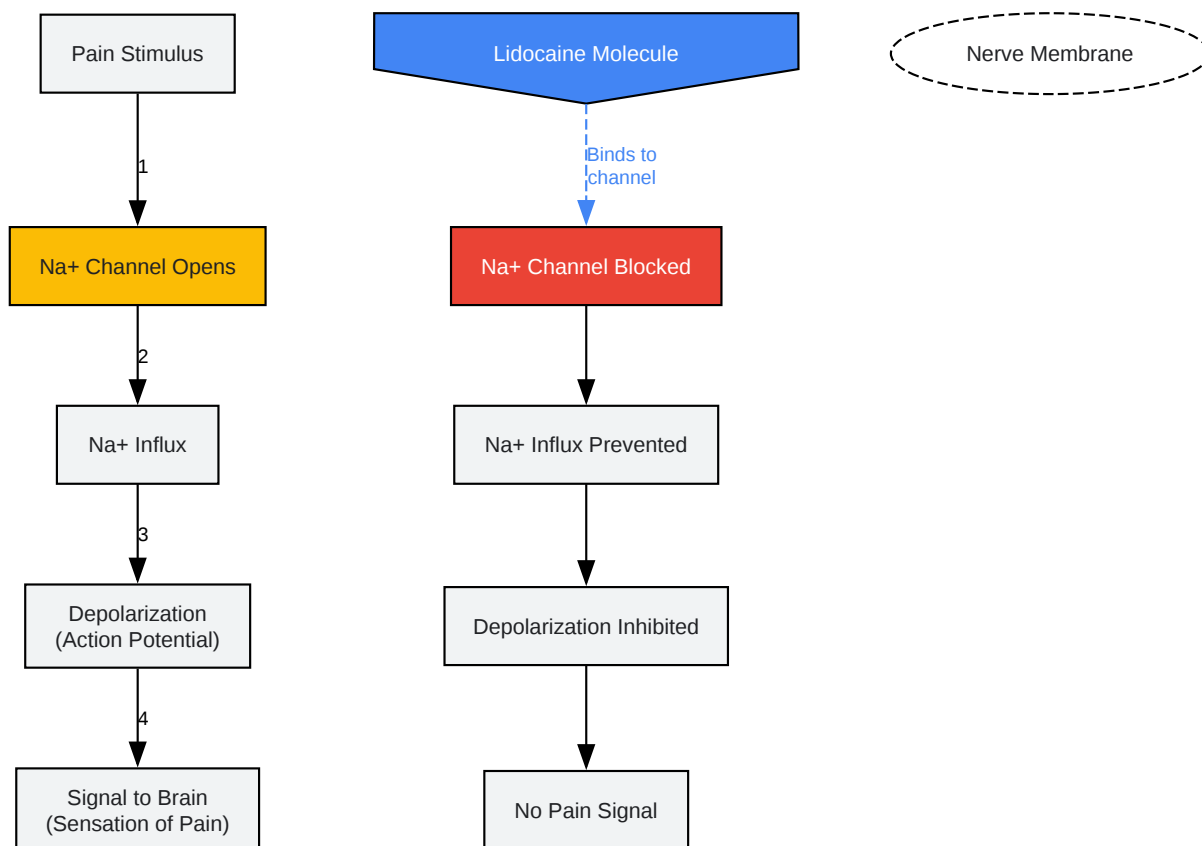 Pain Stimulus
Lidocaine Molecule
Nerve Membrane
1
Binds to
channel
Na+ Channel Opens
Na+ Channel Blocked
2
Na+ Influx
Na+ Influx Prevented
3
Depolarization
(Action Potential)
Depolarization Inhibited
4
Signal to Brain
(Sensation of Pain)
No Pain Signal